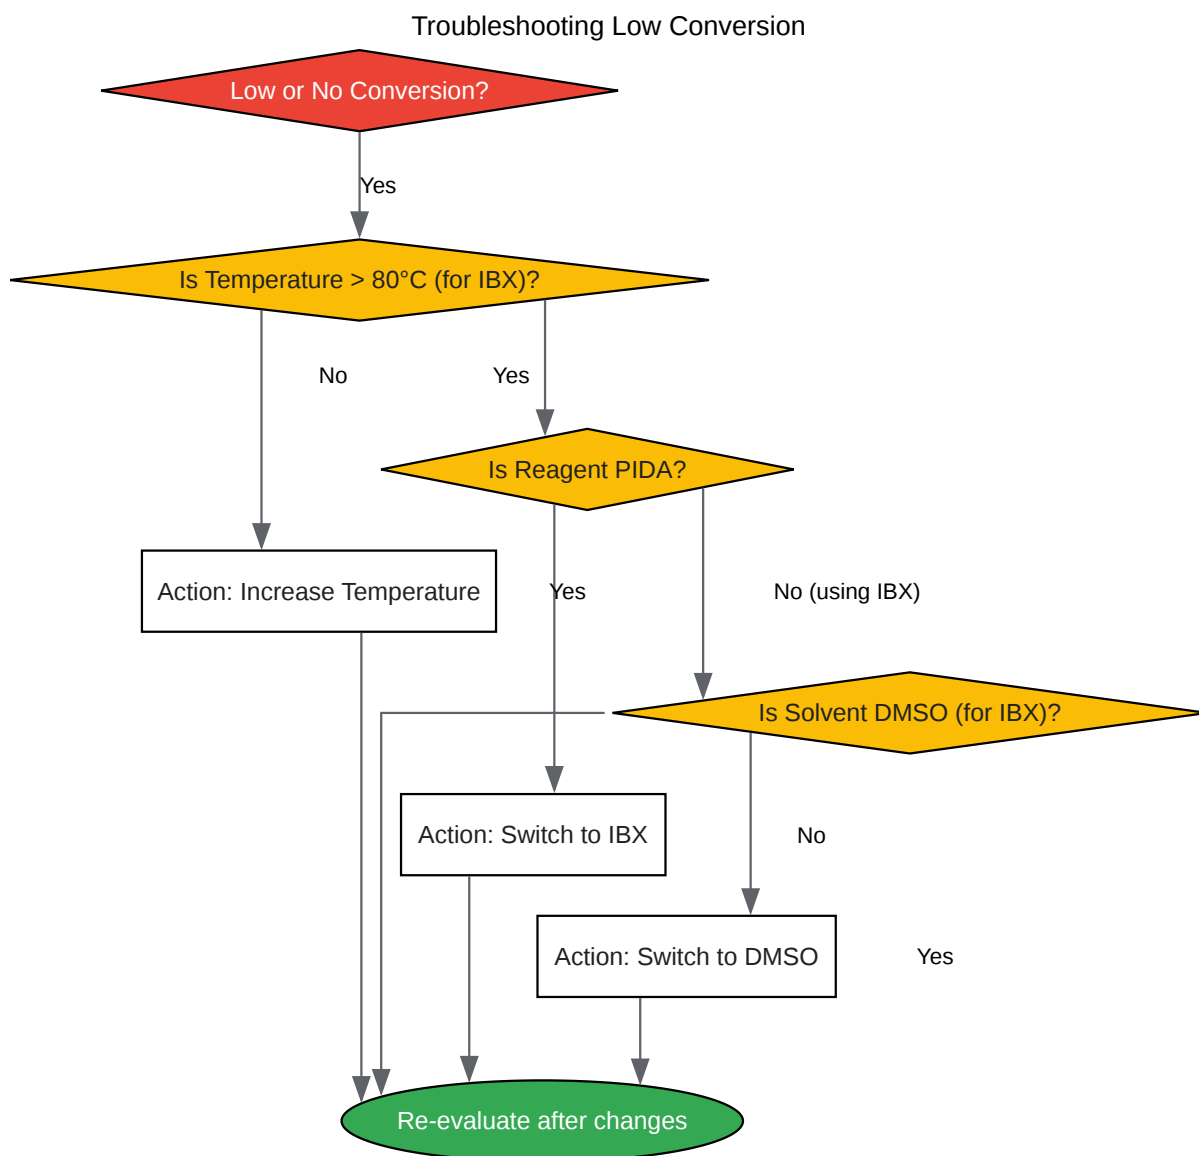 Troubleshooting Low Conversion
Low or No Conversion?
Yes
Is Temperature > 80°C (for IBX)?
No
Yes
Is Reagent PIDA?
Action: Increase Temperature
Yes
No (using IBX)
Is Solvent DMSO (for IBX)?
Action: Switch to IBX
No
Action: Switch to DMSO
Yes
Re-evaluate after changes